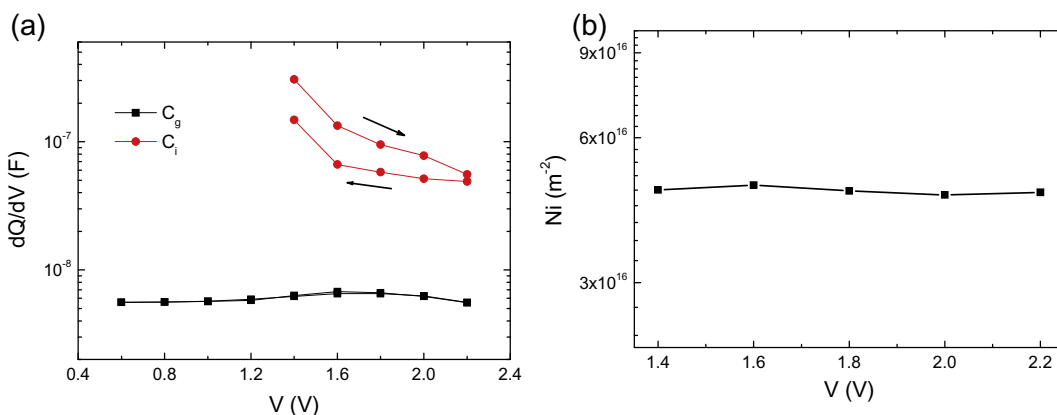 (a)
C_g
C_i
dQ/dV (F)
10^-7
10^-8
0.4 0.8 1.2 1.6 2.0 2.4
V (V)
(b)
Ni (m^-2)
9x10^16
6x10^16
3x10^16
1.4 1.6 1.8 2.0 2.2
V (V)